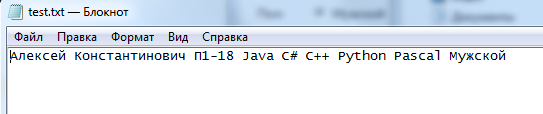 test.txt — Блокнот
Файл Правка Формат Вид Справка
Алексей Константинович П1-18 Java C# C++ Python Pascal Мужской